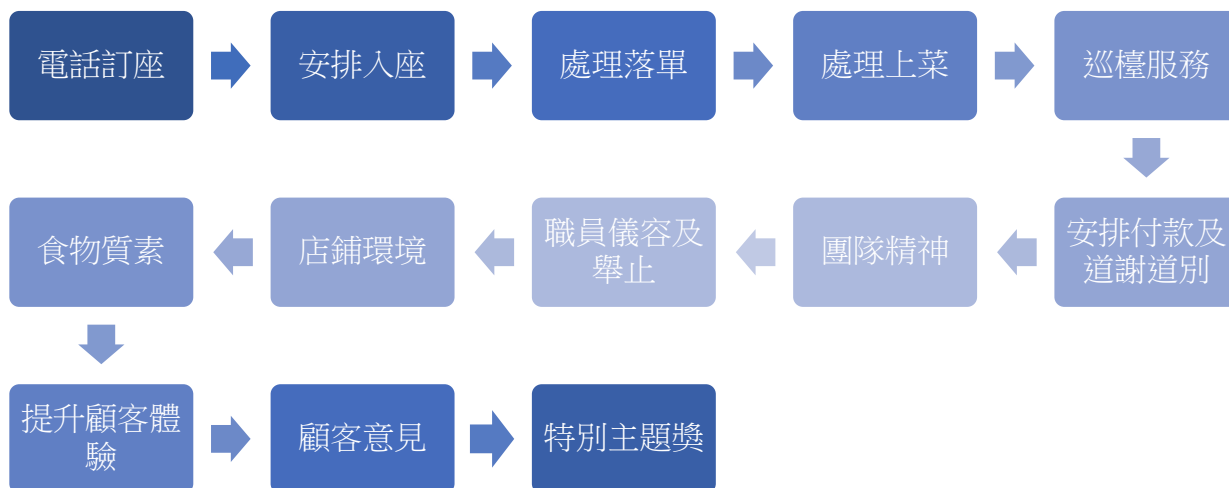 電話訂座
安排入座
處理落單
處理上菜
巡檯服務
安排付款及
道謝道別
團隊精神
職員儀容及
舉止
店鋪環境
食物質素
提升顧客體
驗
顧客意見
特別主題獎